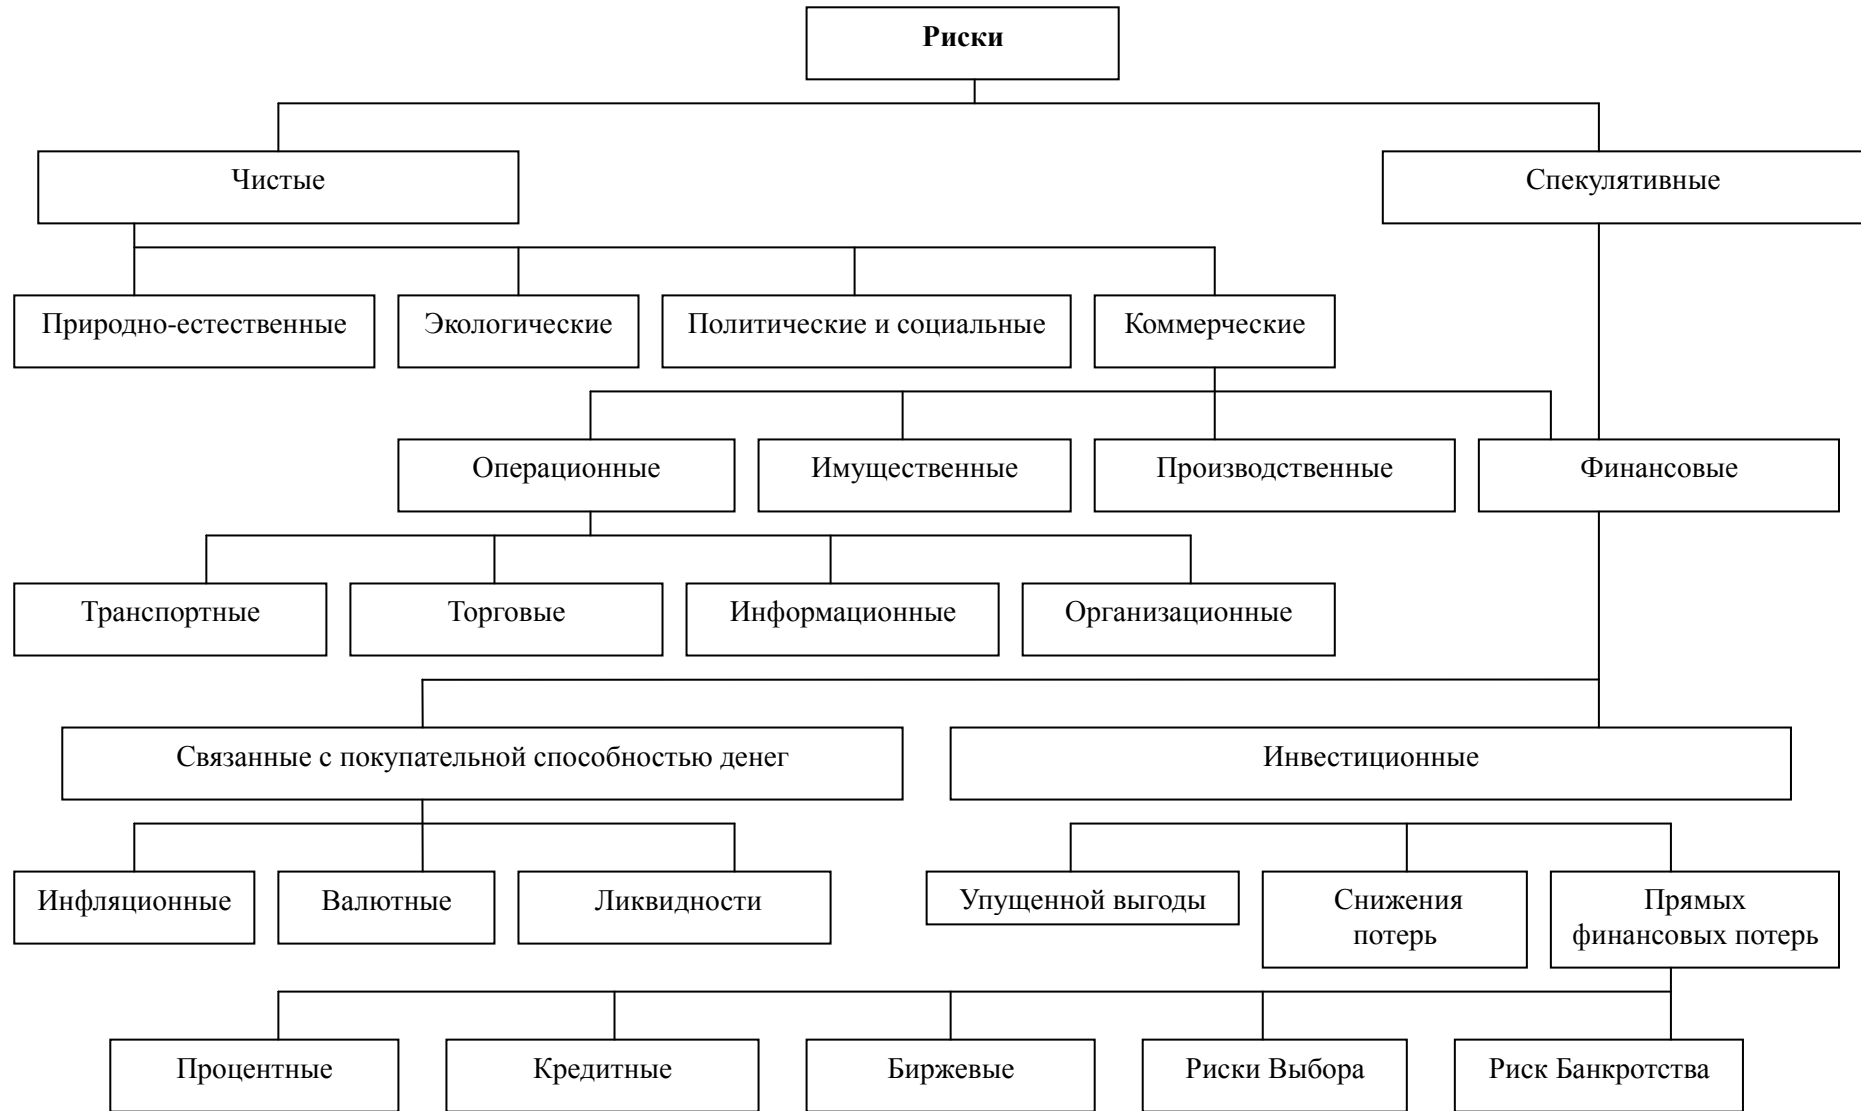 Риски
Чистые
Спекулятивные
Природно-естественные
Экологические
Политические и социальные
Коммерческие
Операционные
Имущественные
Производственные
Финансовые
Транспортные
Торговые
Информационные
Организационные
Связанные с покупательной способностью денег
Инвестиционные
Инфляционные
Валютные
Ликвидности
Упущенной выгоды
Снижения
потерь
Прямых
финансовых потерь
Процентные
Кредитные
Биржевые
Риски Выбора
Риск Банкротства